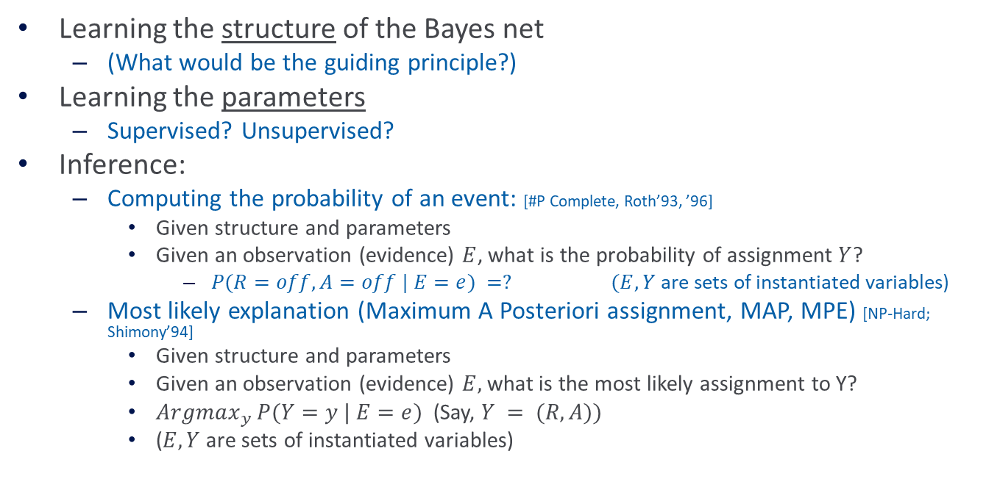 • Learning the structure of the Bayes net
– (What would be the guiding principle?)
• Learning the parameters
– Supervised? Unsupervised?
• Inference:
– Computing the probability of an event: [#P Complete, Roth’93, ’96]
• Given structure and parameters
• Given an observation (evidence) E, what is the probability of assignment Y?
– P(R = off, A = off | E = e) =? (E, Y are sets of instantiated variables)
– Most likely explanation (Maximum A Posteriori assignment, MAP, MPE) [NP-Hard;
Shimony’94]
• Given structure and parameters
• Given an observation (evidence) E, what is the most likely assignment to Y?
• Argmax_y P(Y = y | E = e) (Say, Y = (R, A))
• (E, Y are sets of instantiated variables)